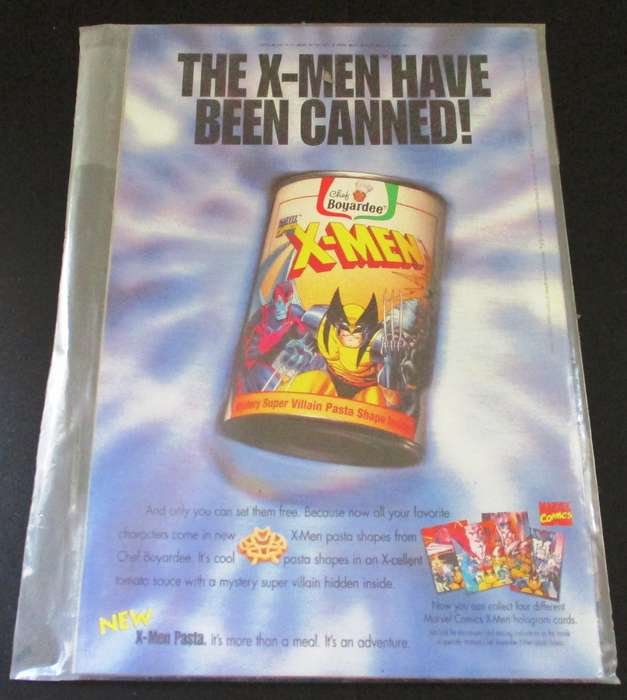 THE X-MEN HAVE
BEEN CANNED!
Chef
Boyardee
MARVEL
X-MEN
Mystery Super Villain Pasta Shape Inside
And only you can set them free. Because now all your favorite
characters come in new X-Men pasta shapes from
Chef Boyardee. It's cool pasta shapes in an X-cellent
tomato sauce with a mystery super villain hidden inside.
COMICS
Now you can collect four different
Marvel Comics X-Men hologram cards.
NEW
X-Men Pasta. It's more than a meal. It's an adventure.